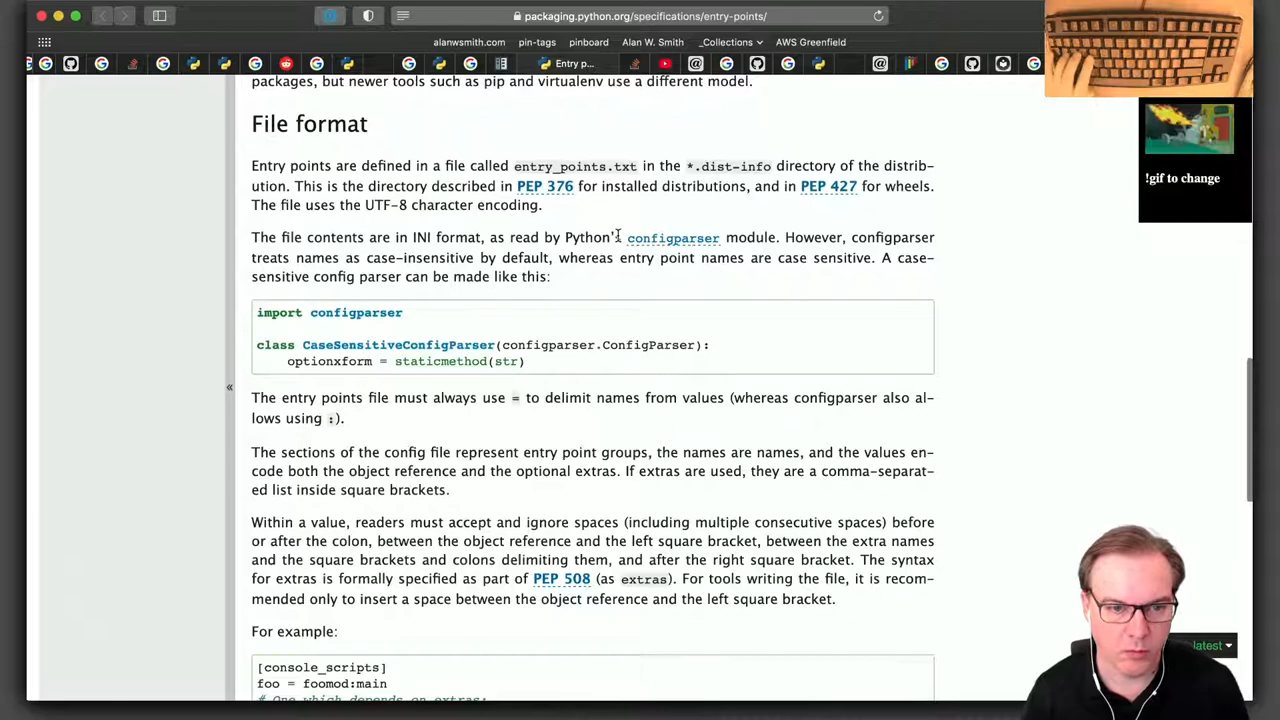 packaging.python.org/specifications/entry-points/
alanwsmith.com pin-tags pinboard Alan W. Smith _Collections AWS Greenfield
Entry p...
packages, but newer tools such as pip and virtualenv use a different model.
!gif to change
File format
Entry points are defined in a file called entry_points.txt in the *.dist-info directory of the distrib-
ution. This is the directory described in PEP 376 for installed distributions, and in PEP 427 for wheels.
The file uses the UTF-8 character encoding.
The file contents are in INI format, as read by Python's configparser module. However, configparser
treats names as case-insensitive by default, whereas entry point names are case sensitive. A case-
sensitive config parser can be made like this:
import configparser
class CaseSensitiveConfigParser(configparser.ConfigParser):
optionxform = staticmethod(str)
«
The entry points file must always use = to delimit names from values (whereas configparser also al-
lows using :).
The sections of the config file represent entry point groups, the names are names, and the values en-
code both the object reference and the optional extras. If extras are used, they are a comma-separat-
ed list inside square brackets.
Within a value, readers must accept and ignore spaces (including multiple consecutive spaces) before
or after the colon, between the object reference and the left square bracket, between the extra names
and the square brackets and colons delimiting them, and after the right square bracket. The syntax
for extras is formally specified as part of PEP 508 (as extras). For tools writing the file, it is recom-
mended only to insert a space between the object reference and the left square bracket.
For example:
latest
[console_scripts]
foo = foomod:main
# One which depends on extras: